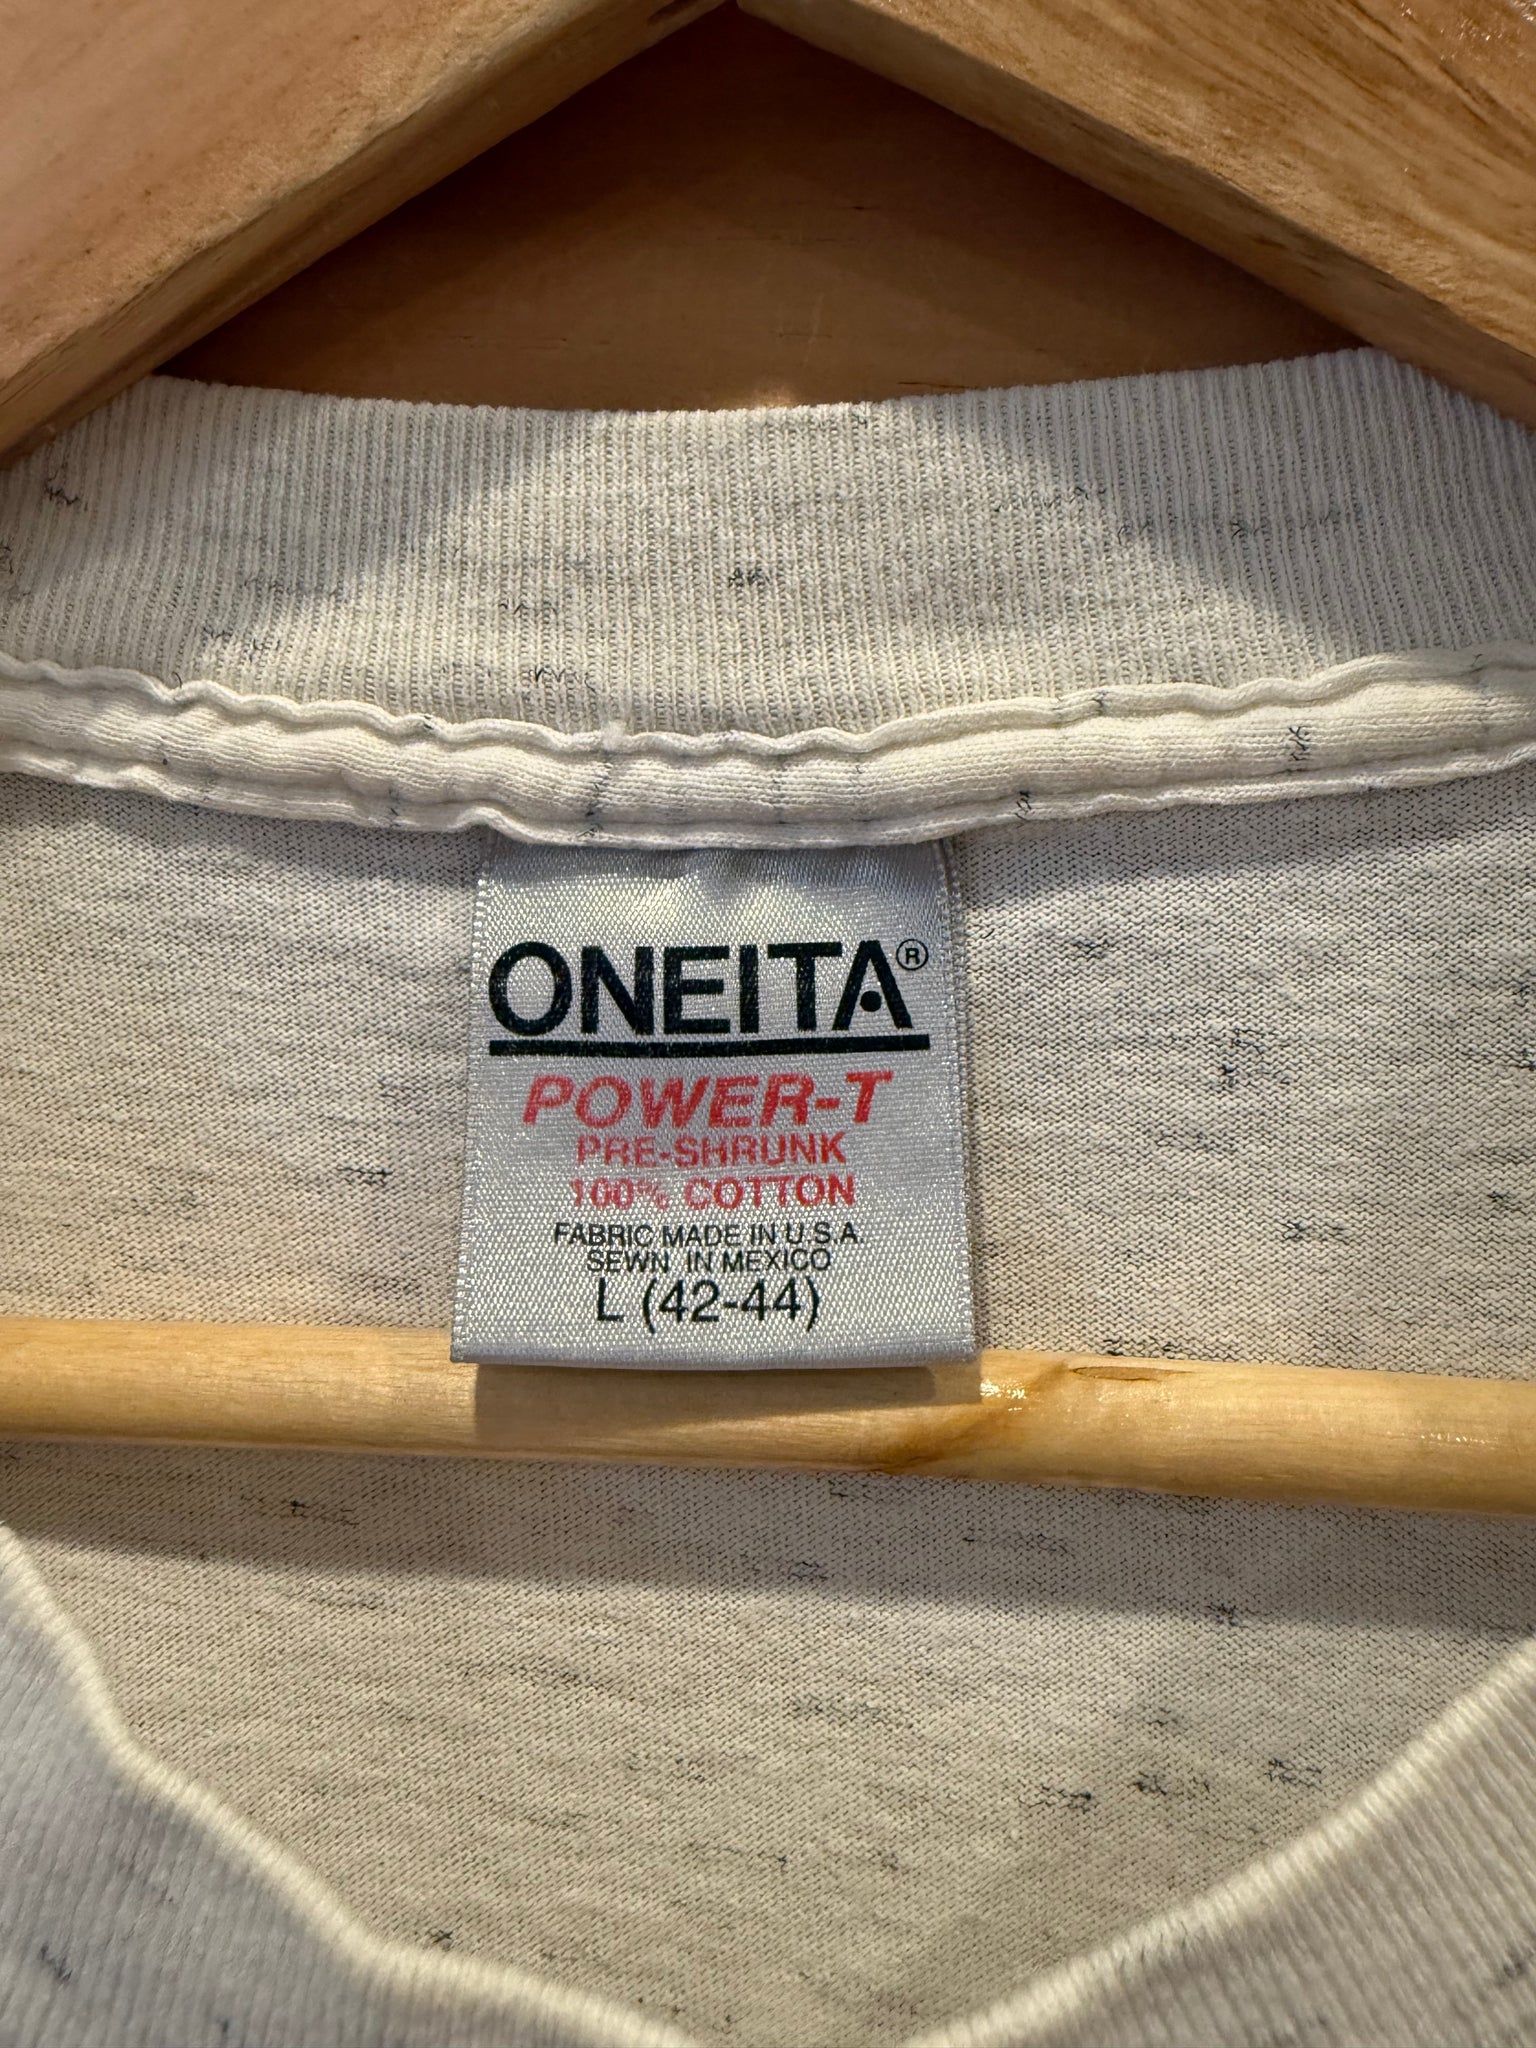 ONEITA®
POWER-T
PRE-SHRUNK
100% COTTON
FABRIC MADE IN U.S.A
SEWN IN MEXICO
L (42-44)